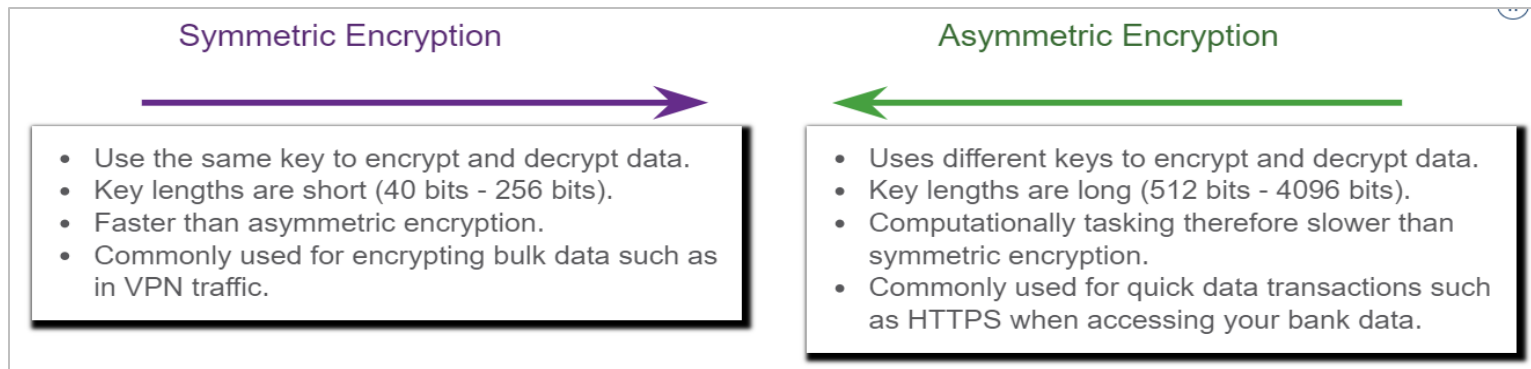 Symmetric Encryption
Asymmetric Encryption
• Use the same key to encrypt and decrypt data.
• Key lengths are short (40 bits - 256 bits).
• Faster than asymmetric encryption.
• Commonly used for encrypting bulk data such as
in VPN traffic.
• Uses different keys to encrypt and decrypt data.
• Key lengths are long (512 bits - 4096 bits).
• Computationally tasking therefore slower than
symmetric encryption.
• Commonly used for quick data transactions such
as HTTPS when accessing your bank data.